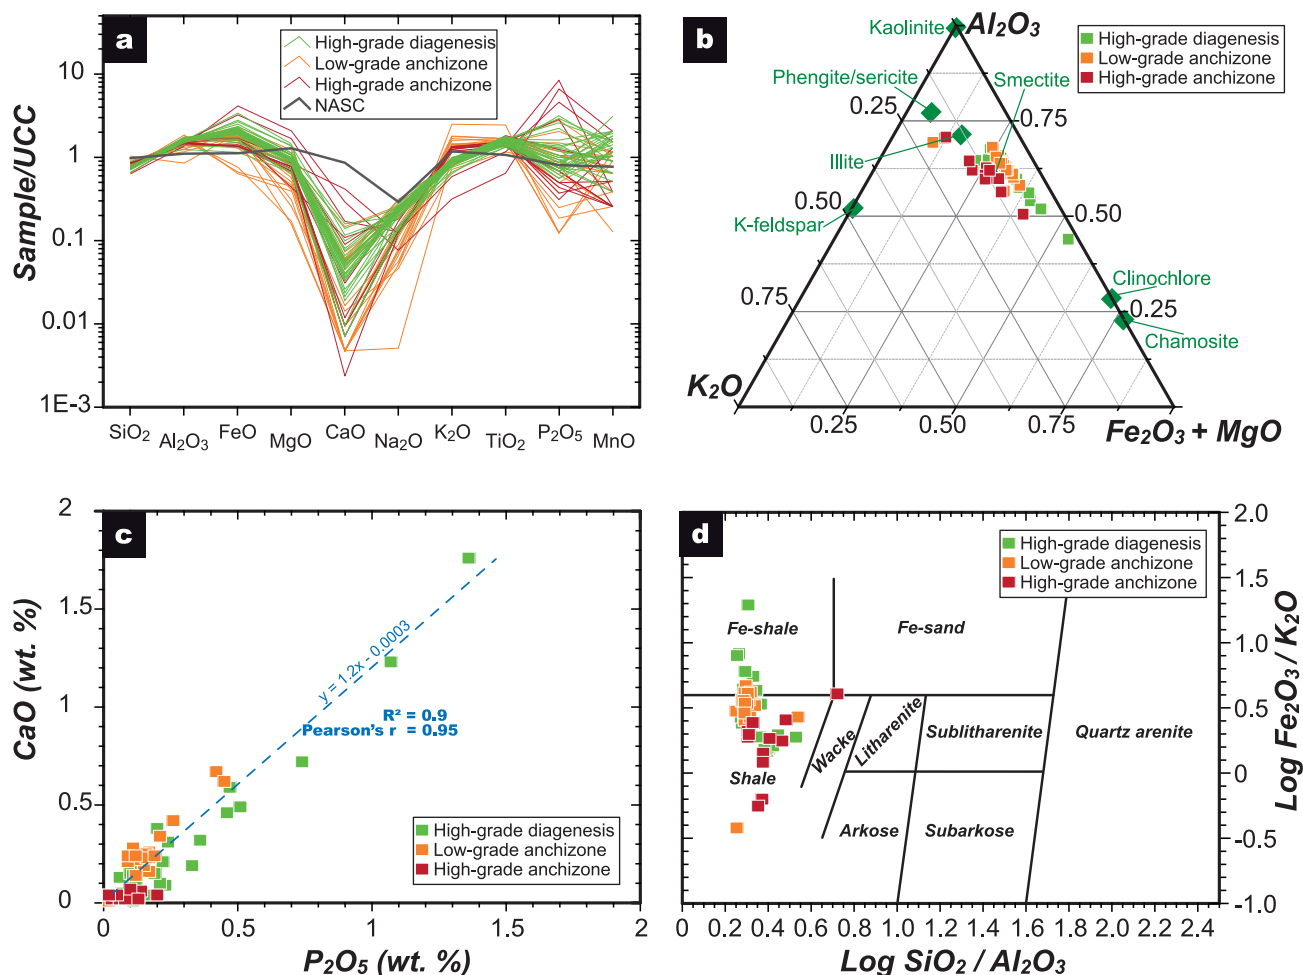 a
High-grade diagenesis
Low-grade anchizone
High-grade anchizone
NASC
Sample/UCC
10
1
0.1
0.01
1E-3
SiO₂
Al₂O₃
FeO
MgO
CaO
Na₂O
K₂O
TiO₂
P₂O₅
MnO
b
Kaolinite
Al₂O₃
High-grade diagenesis
Low-grade anchizone
High-grade anchizone
Phengite/sericite
Smectite
0.25
0.75
Illite
0.50
0.50
K-feldspar
Clinochlore
0.75
0.25
Chamosite
K₂O
0.25
0.50
0.75
Fe₂O₃ + MgO
c
2
1.5
1
0.5
0
CaO (wt. %)
y = 1.2x - 0.0003
R² = 0.9
Pearson's r = 0.95
High-grade diagenesis
Low-grade anchizone
High-grade anchizone
0
0.5
1
1.5
2
P₂O₅ (wt. %)
d
High-grade diagenesis
Low-grade anchizone
High-grade anchizone
Fe-shale
Fe-sand
Shale
Wacke
Litharenite
Sublitharenite
Quartz arenite
Arkose
Subarkose
2.0
1.5
1.0
0.5
0
-0.5
-1.0
Log Fe₂O₃ / K₂O
0 0.2 0.4 0.6 0.8 1.0 1.2 1.4 1.6 1.8 2.0 2.2 2.4
Log SiO₂ / Al₂O₃